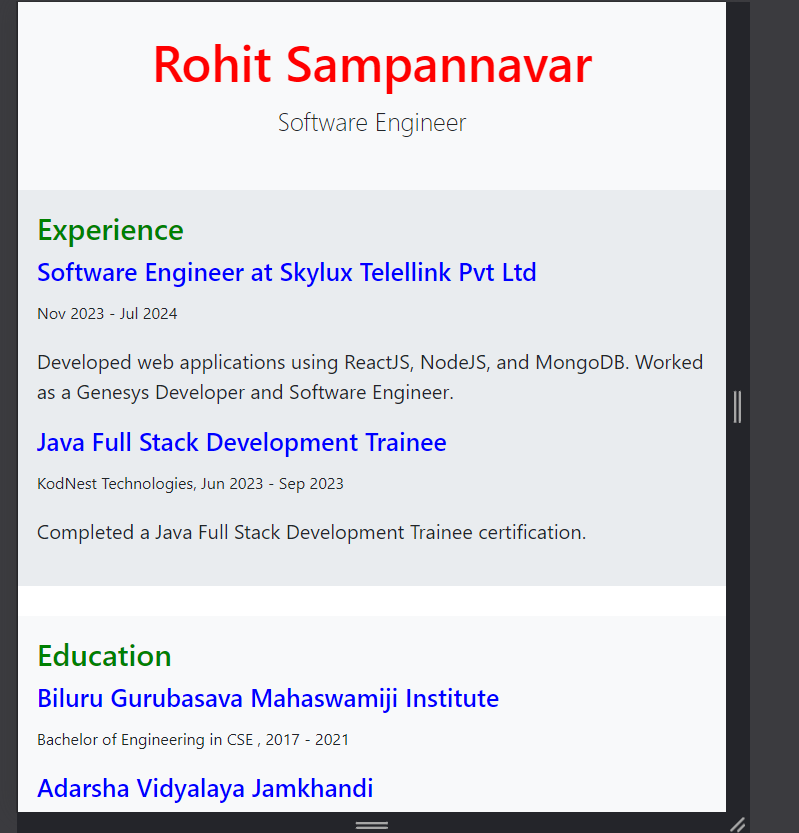 Rohit Sampannavar
Software Engineer
Experience
Software Engineer at Skylux Telellink Pvt Ltd
Nov 2023 - Jul 2024
Developed web applications using ReactJS, NodeJS, and MongoDB. Worked
as a Genesys Developer and Software Engineer.
Java Full Stack Development Trainee
KodNest Technologies, Jun 2023 - Sep 2023
Completed a Java Full Stack Development Trainee certification.
Education
Biluru Gurubasava Mahaswamiji Institute
Bachelor of Engineering in CSE , 2017 - 2021
Adarsha Vidyalaya Jamkhandi